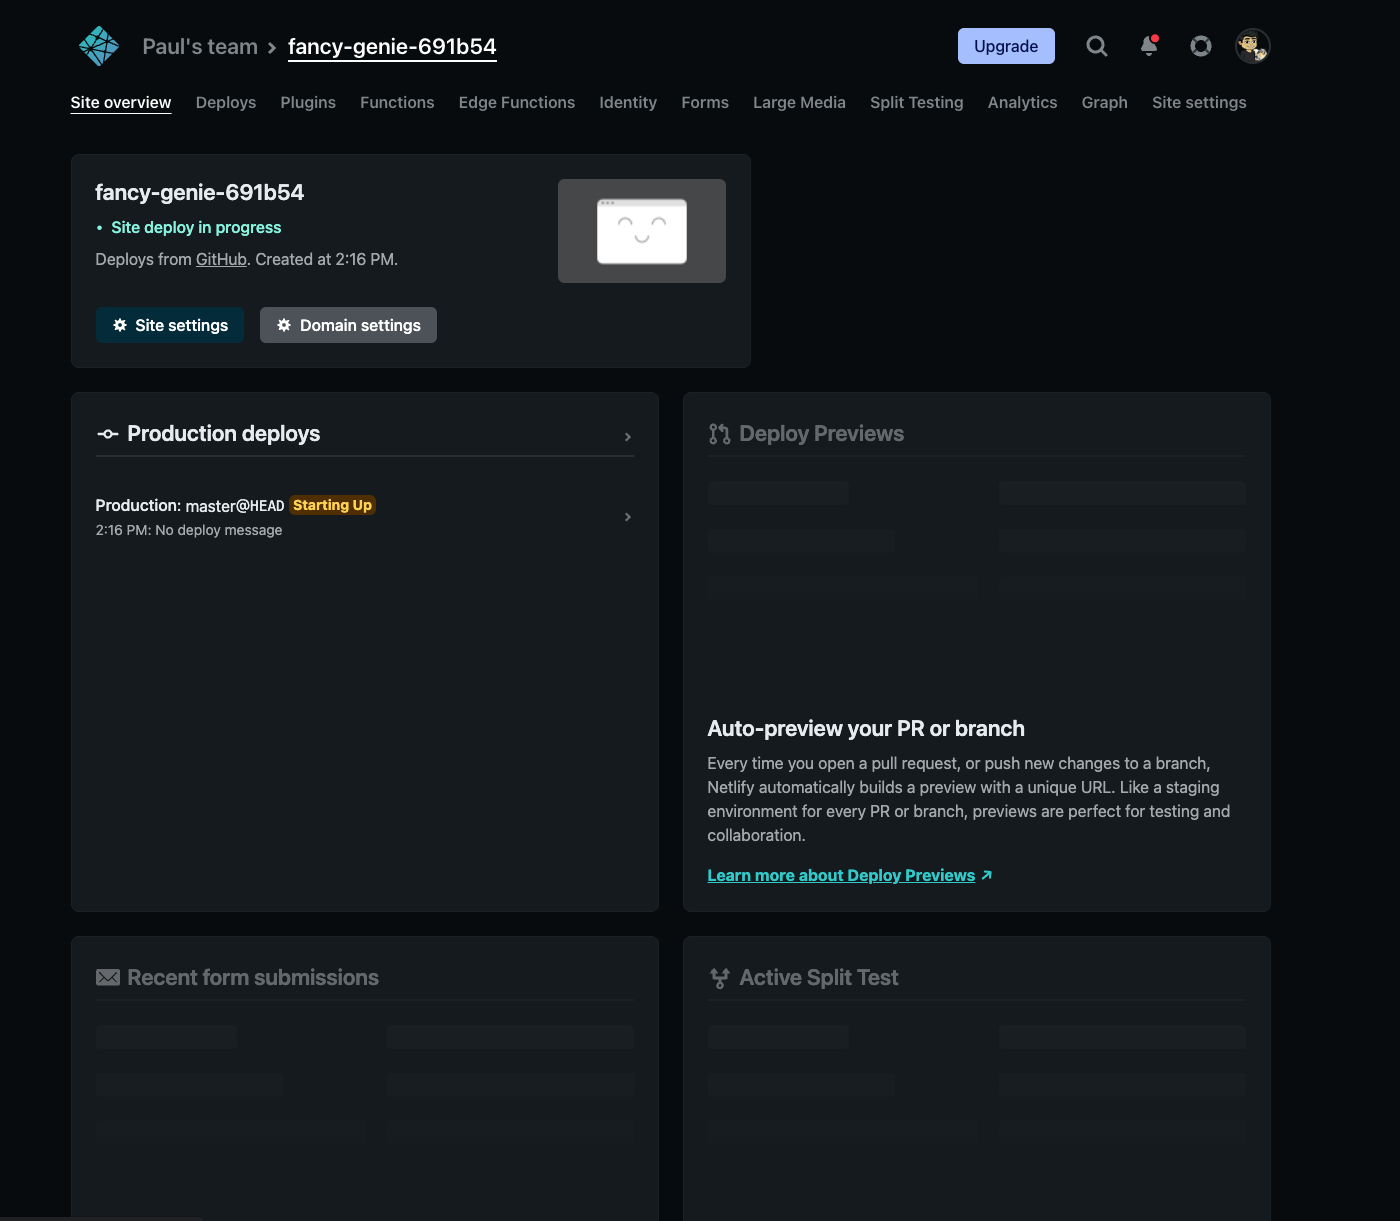 Paul's team > fancy-genie-691b54
Upgrade
Site overview Deploys Plugins Functions Edge Functions Identity Forms Large Media Split Testing Analytics Graph Site settings
fancy-genie-691b54
• Site deploy in progress
Deploys from GitHub. Created at 2:16 PM.
Site settings
Domain settings
Production deploys
Production: master@HEAD Starting Up
2:16 PM: No deploy message
Deploy Previews
Auto-preview your PR or branch
Every time you open a pull request, or push new changes to a branch,
Netlify automatically builds a preview with a unique URL. Like a staging
environment for every PR or branch, previews are perfect for testing and
collaboration.
Learn more about Deploy Previews
Recent form submissions
Active Split Test